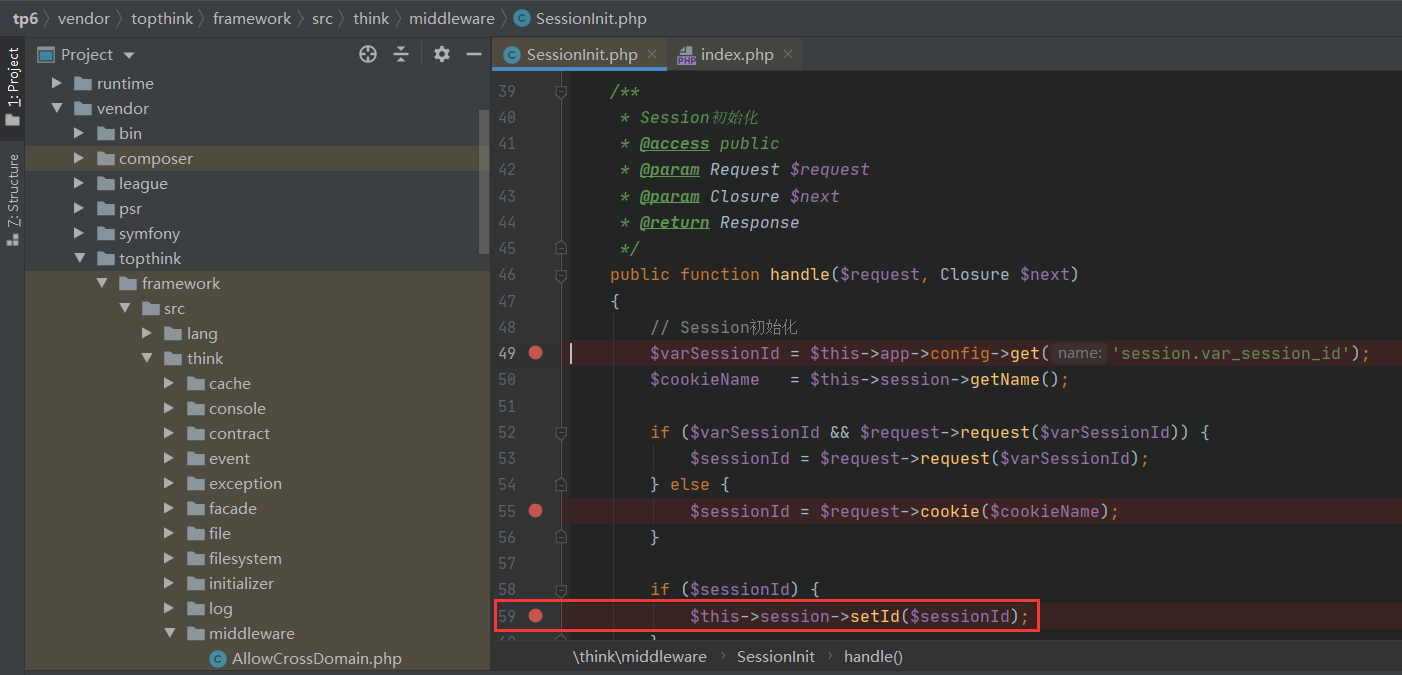 tp6 vendor topthink framework src think middleware SessionInit.php
1: Project
Z: Structure
Project
runtime
vendor
bin
composer
league
psr
symfony
topthink
framework
src
lang
think
cache
console
contract
event
exception
facade
file
filesystem
initializer
log
middleware
AllowCrossDomain.php
SessionInit.php index.php
39 /**
40 * Session初始化
41 * @access public
42 * @param Request $request
43 * @param Closure $next
44 * @return Response
45 */
46 public function handle($request, Closure $next)
47 {
48 // Session初始化
49 $varSessionId = $this->app->config->get( name: 'session.var_session_id');
50 $cookieName = $this->session->getName();
51
52 if ($varSessionId && $request->request($varSessionId)) {
53 $sessionId = $request->request($varSessionId);
54 } else {
55 $sessionId = $request->cookie($cookieName);
56 }
57
58 if ($sessionId) {
59 $this->session->setId($sessionId);
\think\middleware › SessionInit › handle()